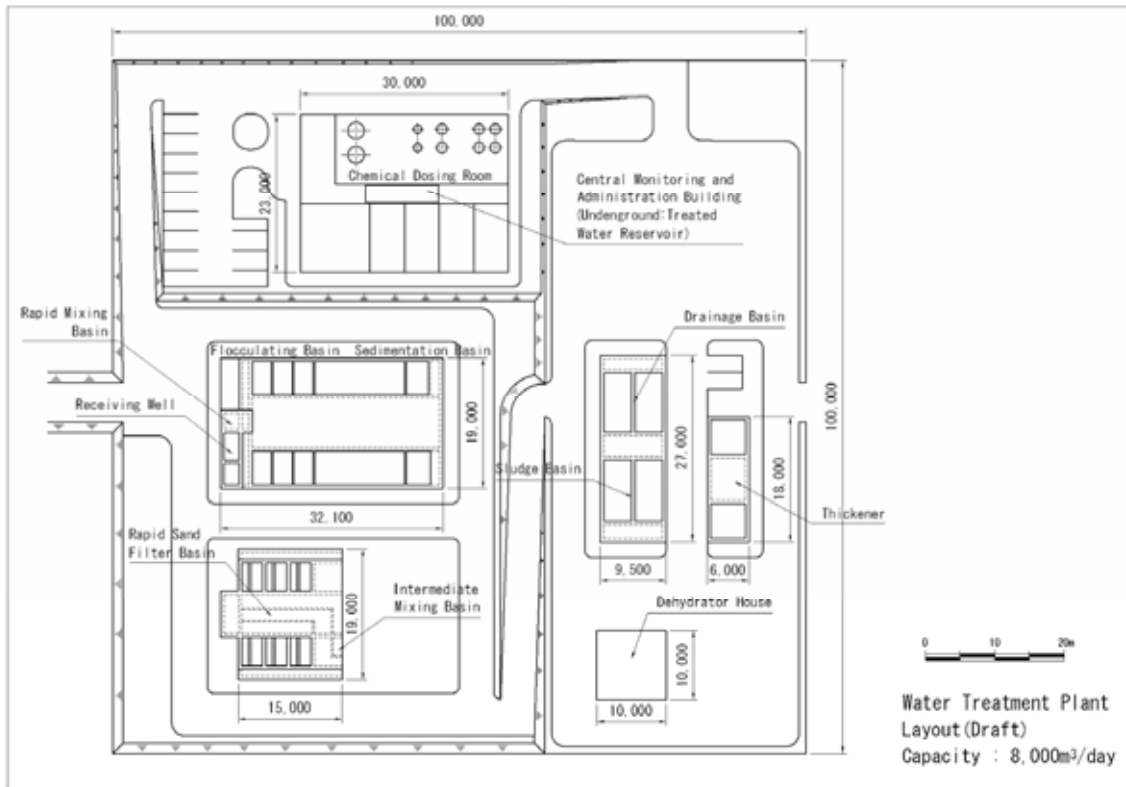 100.000
30.000
23.000
Chemical Dosing Room
Central Monitoring and
Administration Building
(Undenground:Treated
Water Reservoir)
Rapid Mixing
Basin
Drainage Basin
Flocculating Basin Sedimentation Basin
Receiving Well
19.000
27.600
18.000
100.000
Sludge Basin
Thickener
32.100
Rapid Sand
Filter Basin
9.500
6.000
Intermediate
Mixing Basin
19.600
Dehydrator House
10.000
10.000
15.000
0 10 20m
Water Treatment Plant
Layout(Draft)
Capacity : 8,000m³/day